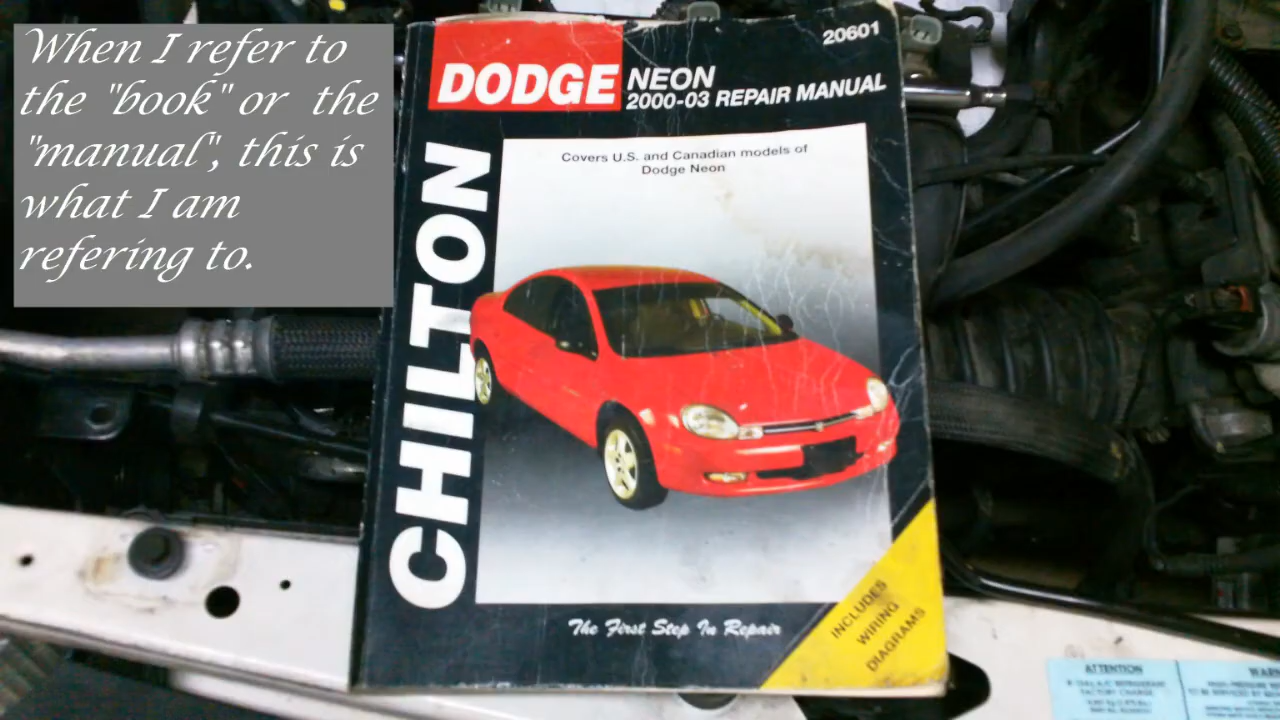 When I refer to
the "book" or the
"manual", this is
what I am
refering to.
20601
DODGE NEON
2000-03 REPAIR MANUAL
Covers U.S. and Canadian models of
Dodge Neon
CHILTON
The First Step In Repair
INCLUDES
WIRING
DIAGRAMS
ATTENTION
FACTORY CHARGE